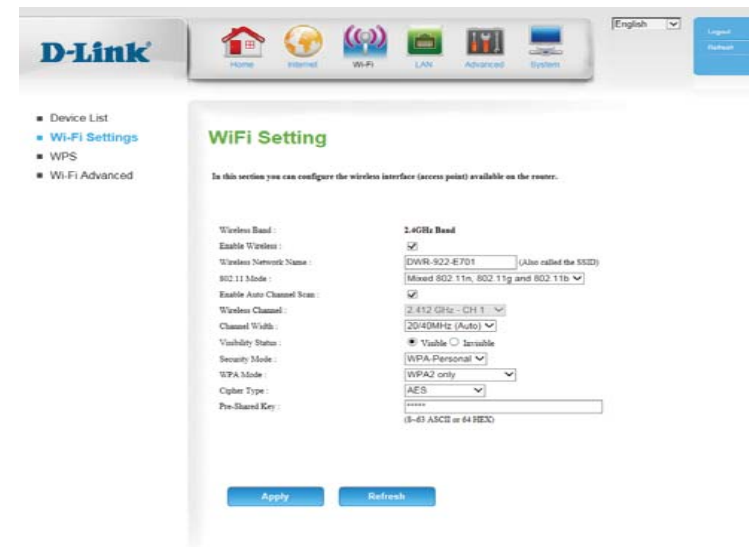 D-Link
Home Internet Wi-Fi LAN Advanced System
English
Logout
Refresh
Device List
Wi-Fi Settings
WPS
Wi-Fi Advanced
WiFi Setting
In this section you can configure the wireless interface (access point) available on the router.
Wireless Band : 2.4GHz Band
Enable Wireless :
Wireless Network Name : DWR-922-E701 (Also called the SSID)
802.11 Mode : Mixed 802.11n, 802.11g and 802.11b
Enable Auto Channel Scan :
Wireless Channel : 2.412 GHz - CH 1
Channel Width : 20/40MHz (Auto)
Visibility Status : Visible Invisible
Security Mode : WPA-Personal
WPA Mode : WPA2 only
Cipher Type : AES
Pre-Shared Key : *****
(8~63 ASCII or 64 HEX)
Apply Refresh